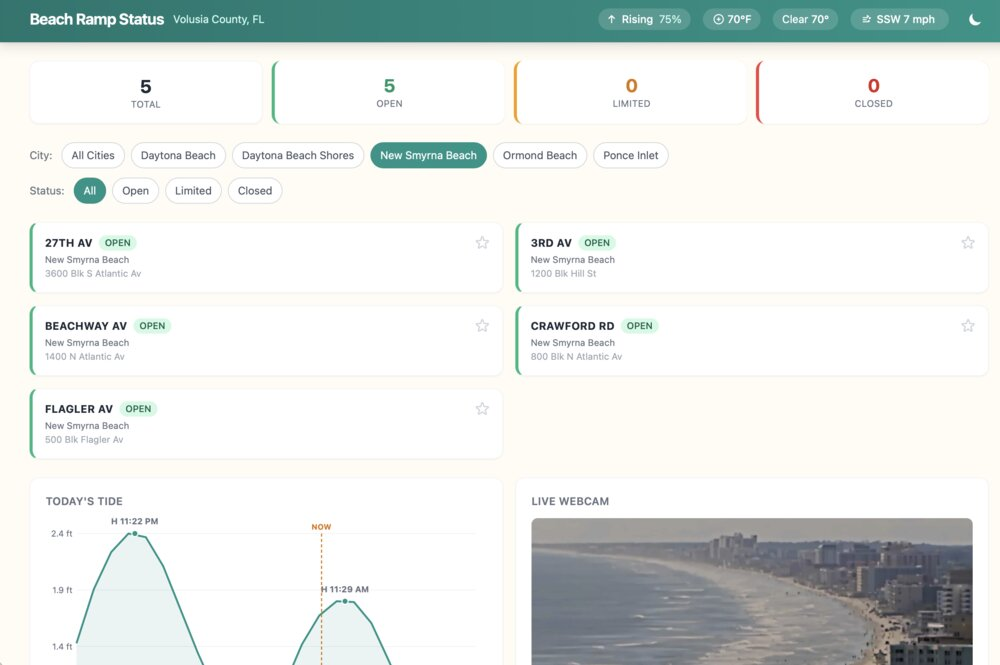 Beach Ramp Status Volusia County, FL
Rising 75%
70°F
Clear 70°
SSW 7 mph
5
TOTAL
5
OPEN
0
LIMITED
0
CLOSED
City: All Cities Daytona Beach Daytona Beach Shores New Smyrna Beach Ormond Beach Ponce Inlet
Status: All Open Limited Closed
27TH AV OPEN
New Smyrna Beach
3600 Blk S Atlantic Av
3RD AV OPEN
New Smyrna Beach
1200 Blk Hill St
BEACHWAY AV OPEN
New Smyrna Beach
1400 N Atlantic Av
CRAWFORD RD OPEN
New Smyrna Beach
800 Blk N Atlantic Av
FLAGLER AV OPEN
New Smyrna Beach
500 Blk Flagler Av
TODAY'S TIDE
H 11:22 PM
NOW
2.4 ft
1.9 ft
H 11:29 AM
1.4 ft
LIVE WEBCAM